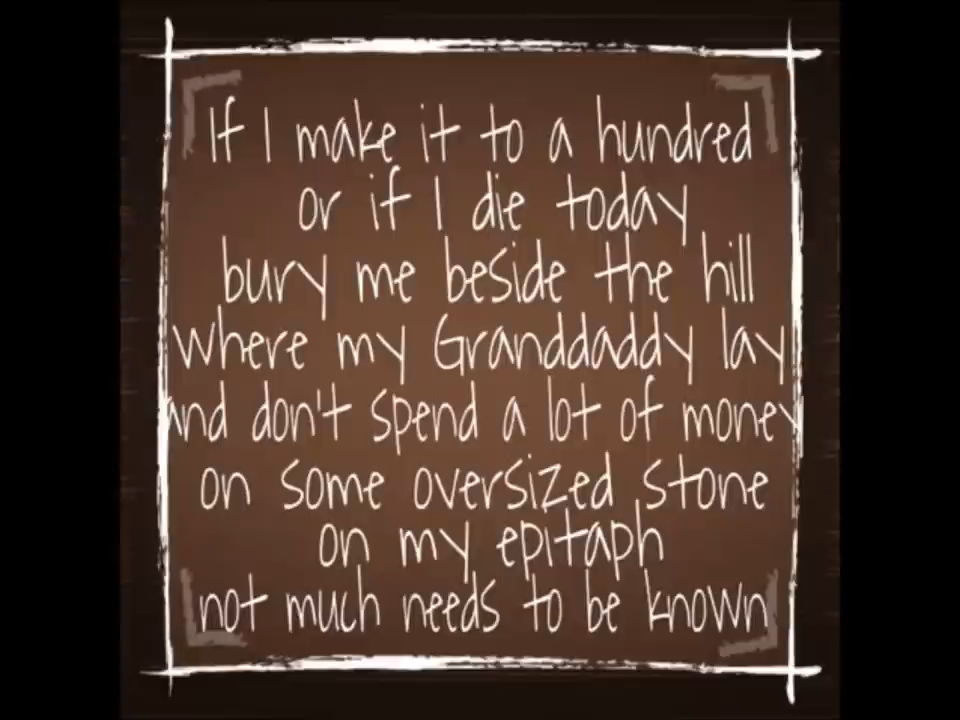 If I make it to a hundred
or if I die today
bury me beside the hill
where my Granddaddy lay
and don't spend a lot of money
on some oversized stone
on my epitaph
not much needs to be known